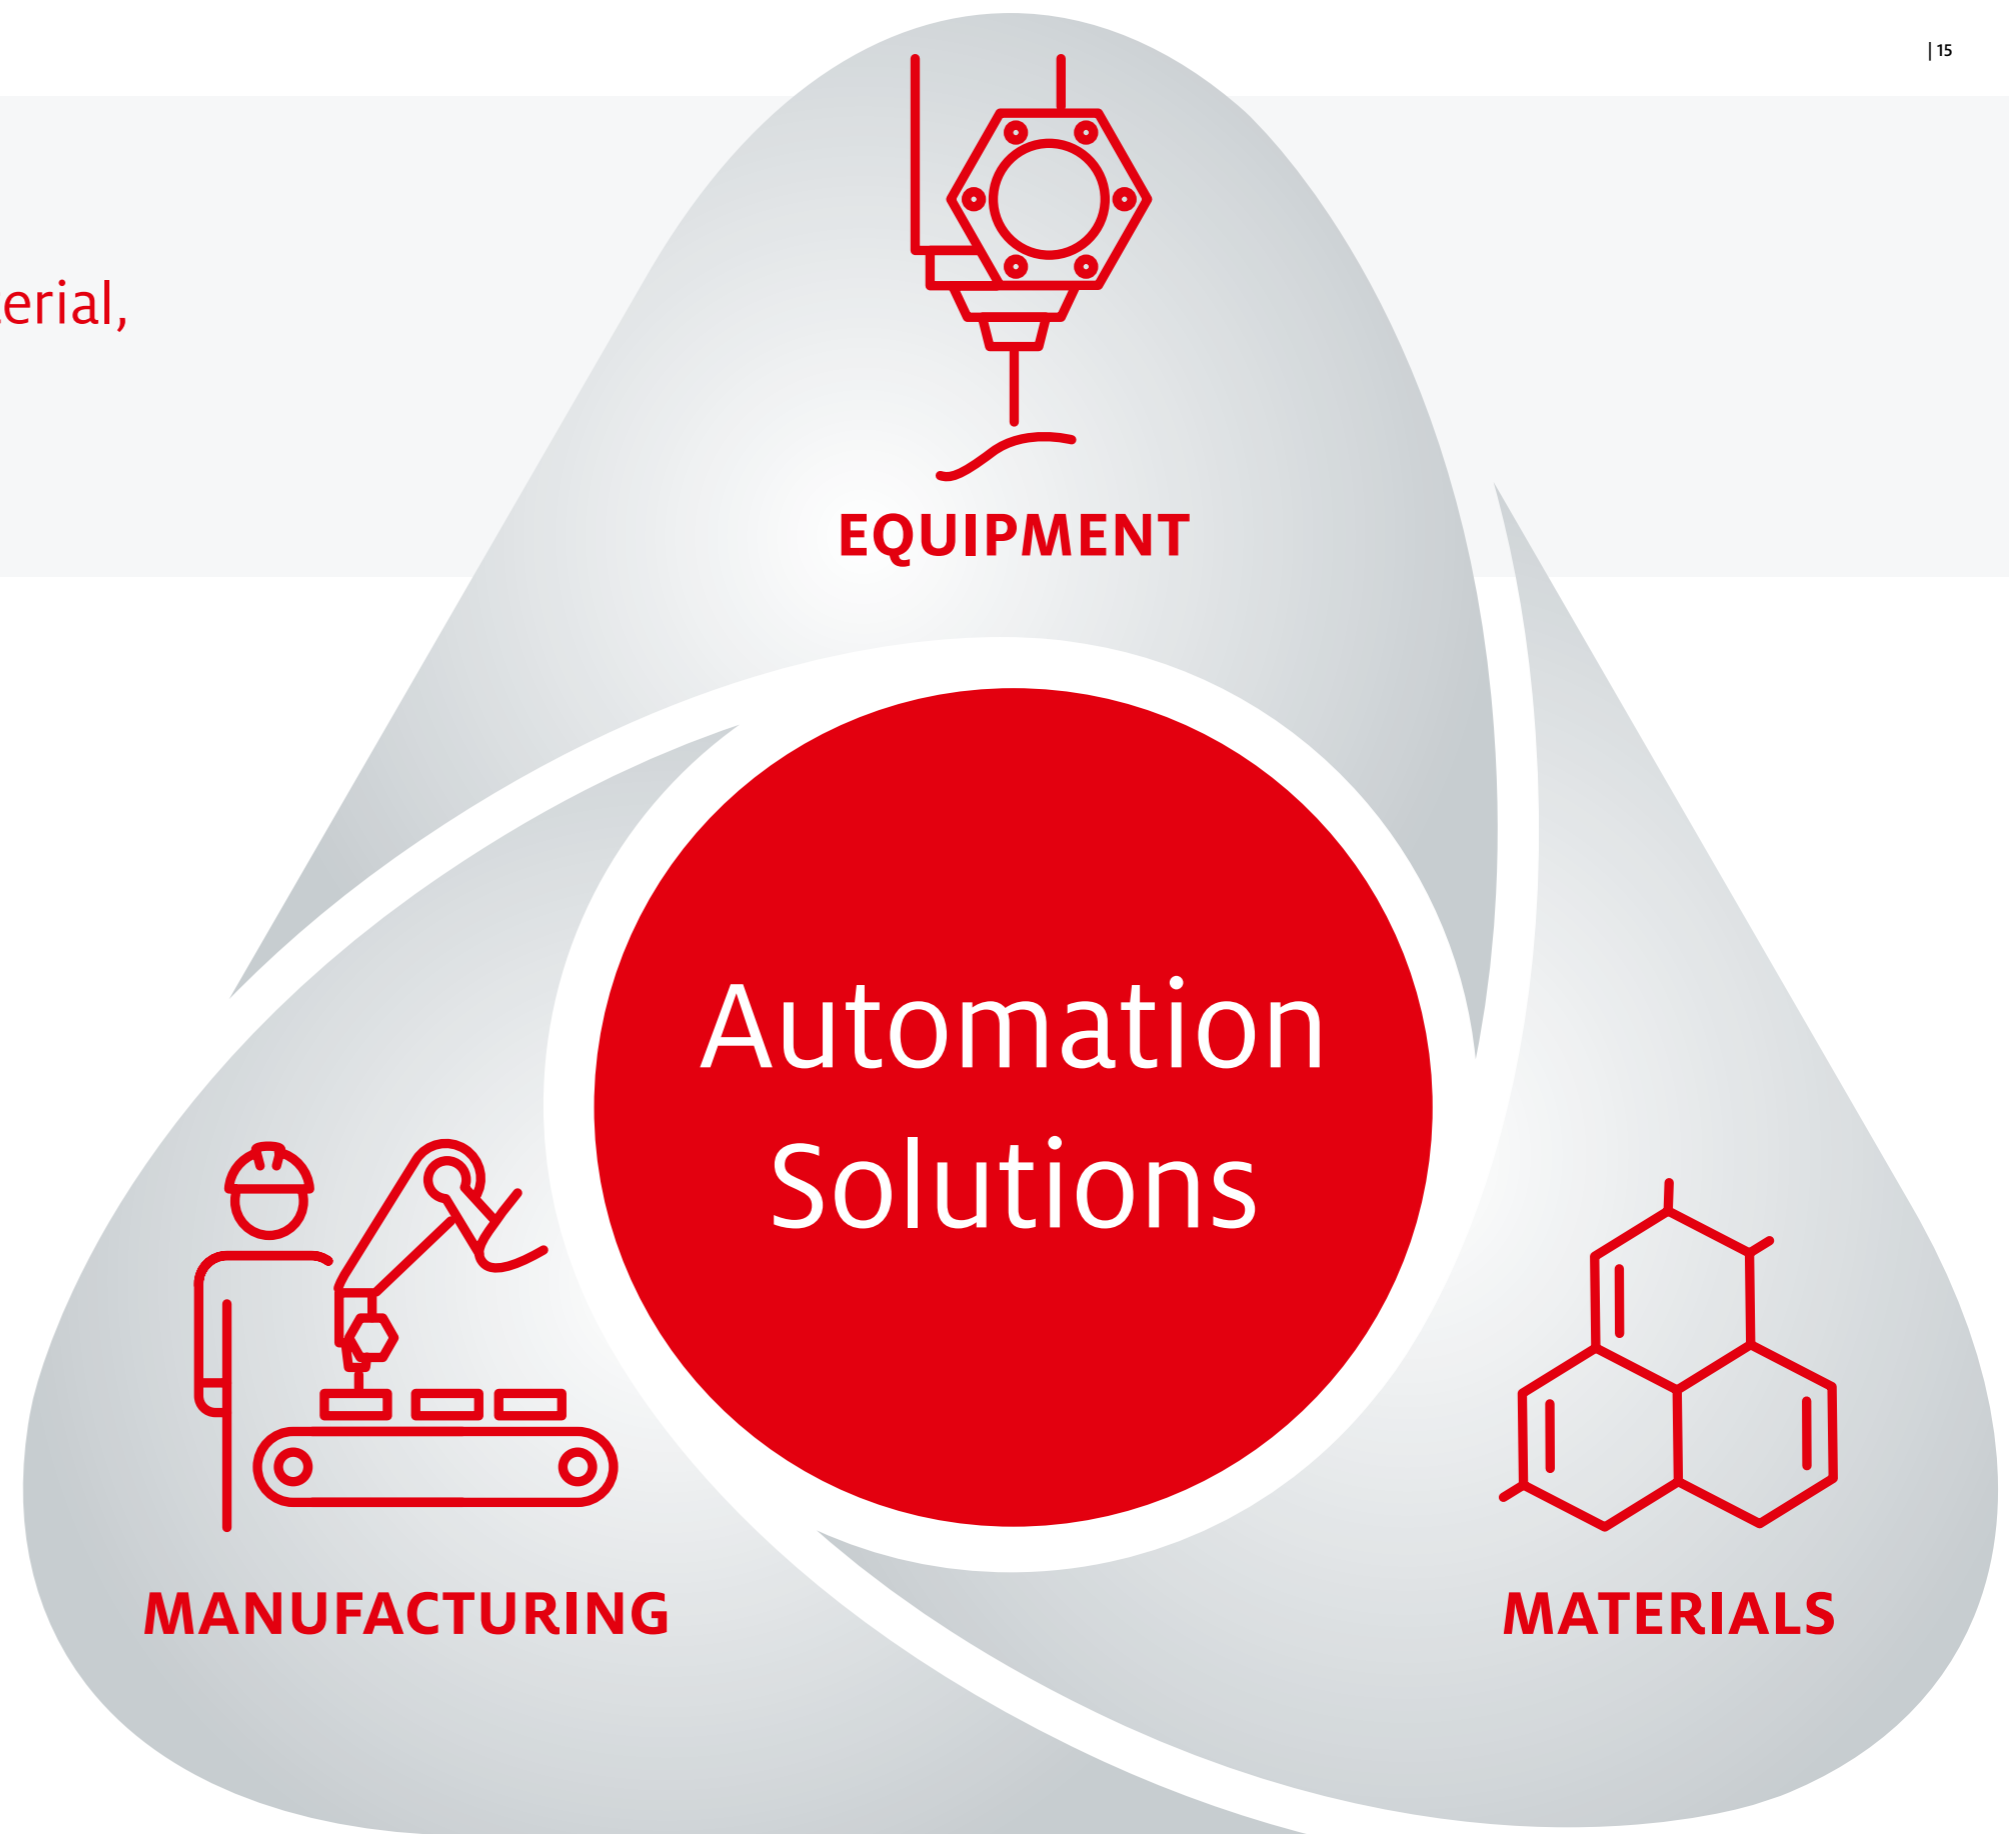 | 15
erial,
EQUIPMENT
Automation
Solutions
MANUFACTURING
MATERIALS